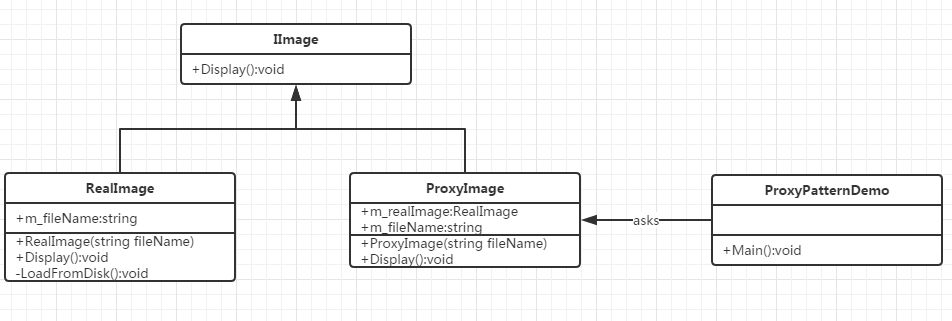 IImage
+Display():void
RealImage
+m_fileName:string
+RealImage(string fileName)
+Display():void
-LoadFromDisk():void
ProxyImage
+m_realImage:RealImage
+m_fileName:string
+ProxyImage(string fileName)
+Display():void
asks
ProxyPatternDemo
+Main():void